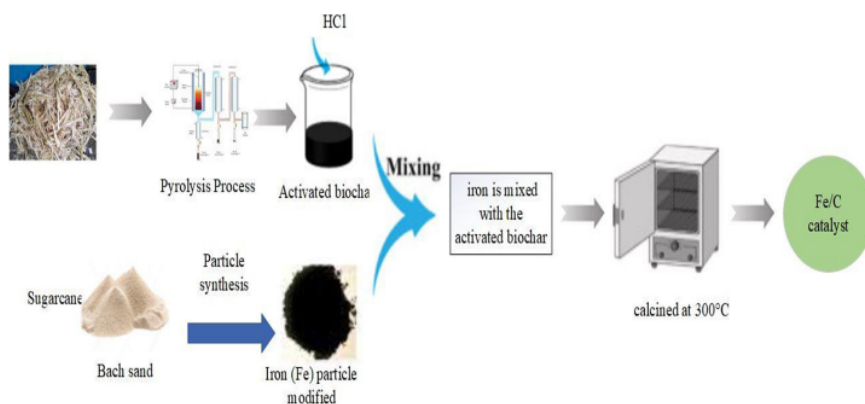 HCl
Pyrolysis Process
Activated biocha
Mixing
iron is mixed
with the
activated biochar
Fe/C
catalyst
calcined at 300°C
Sugarcane
Particle
synthesis
Bach sand
Iron (Fe) particle
modified